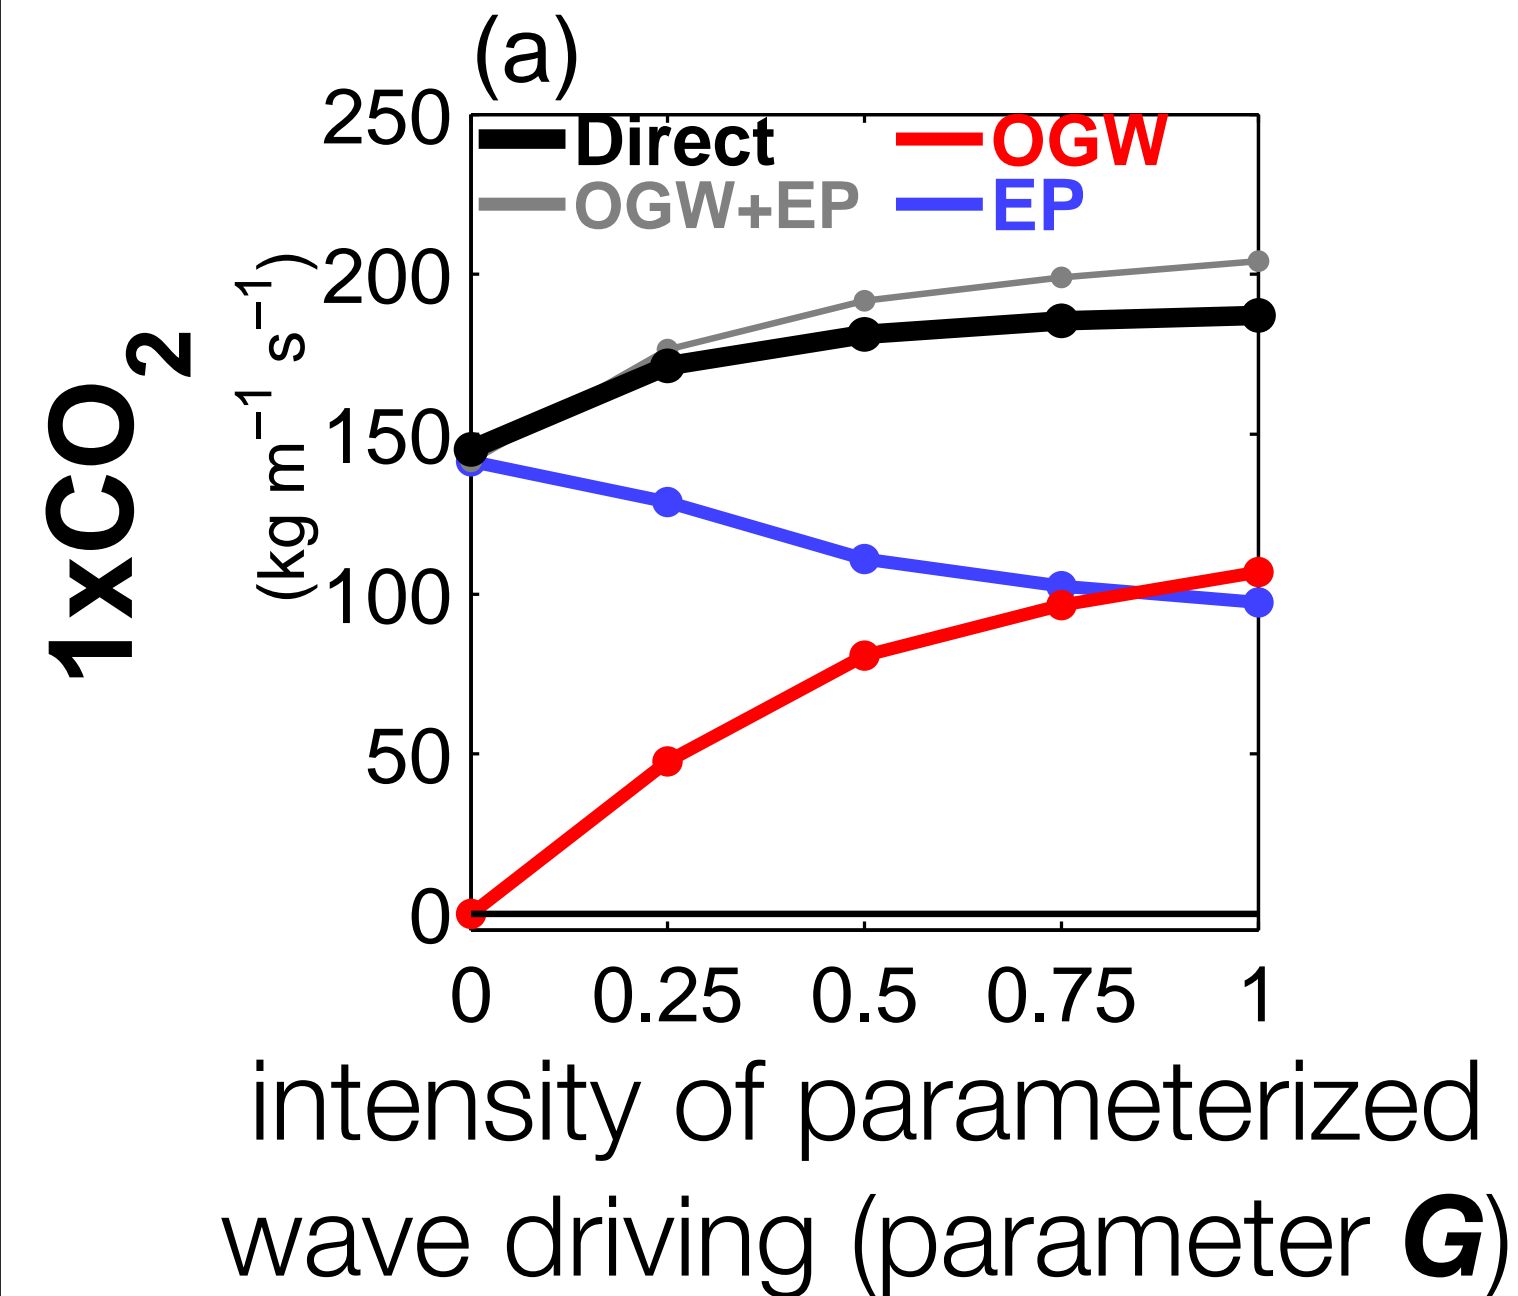 (a)
250
Direct OGW
OGW+EP EP
200
150
100
50
0
1xCO2
(kg m−1 s−1)
0 0.25 0.5 0.75 1
intensity of parameterized
wave driving (parameter G)